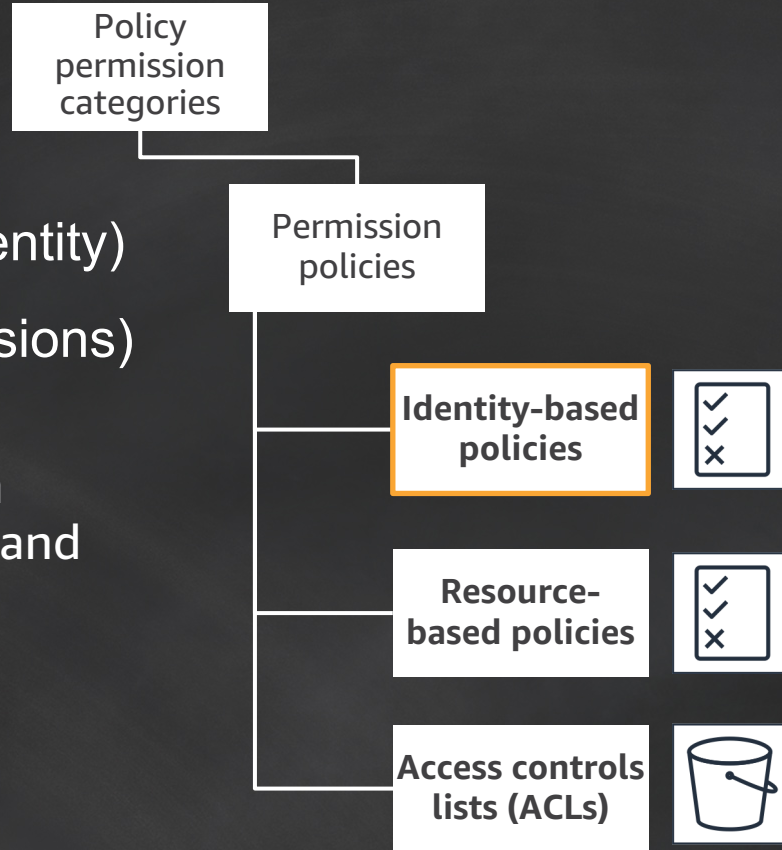 Policy
permission
categories
entity)
Permission
policies
sions)
Identity-based
policies
and
Resource-
based policies
Access controls
lists (ACLs)